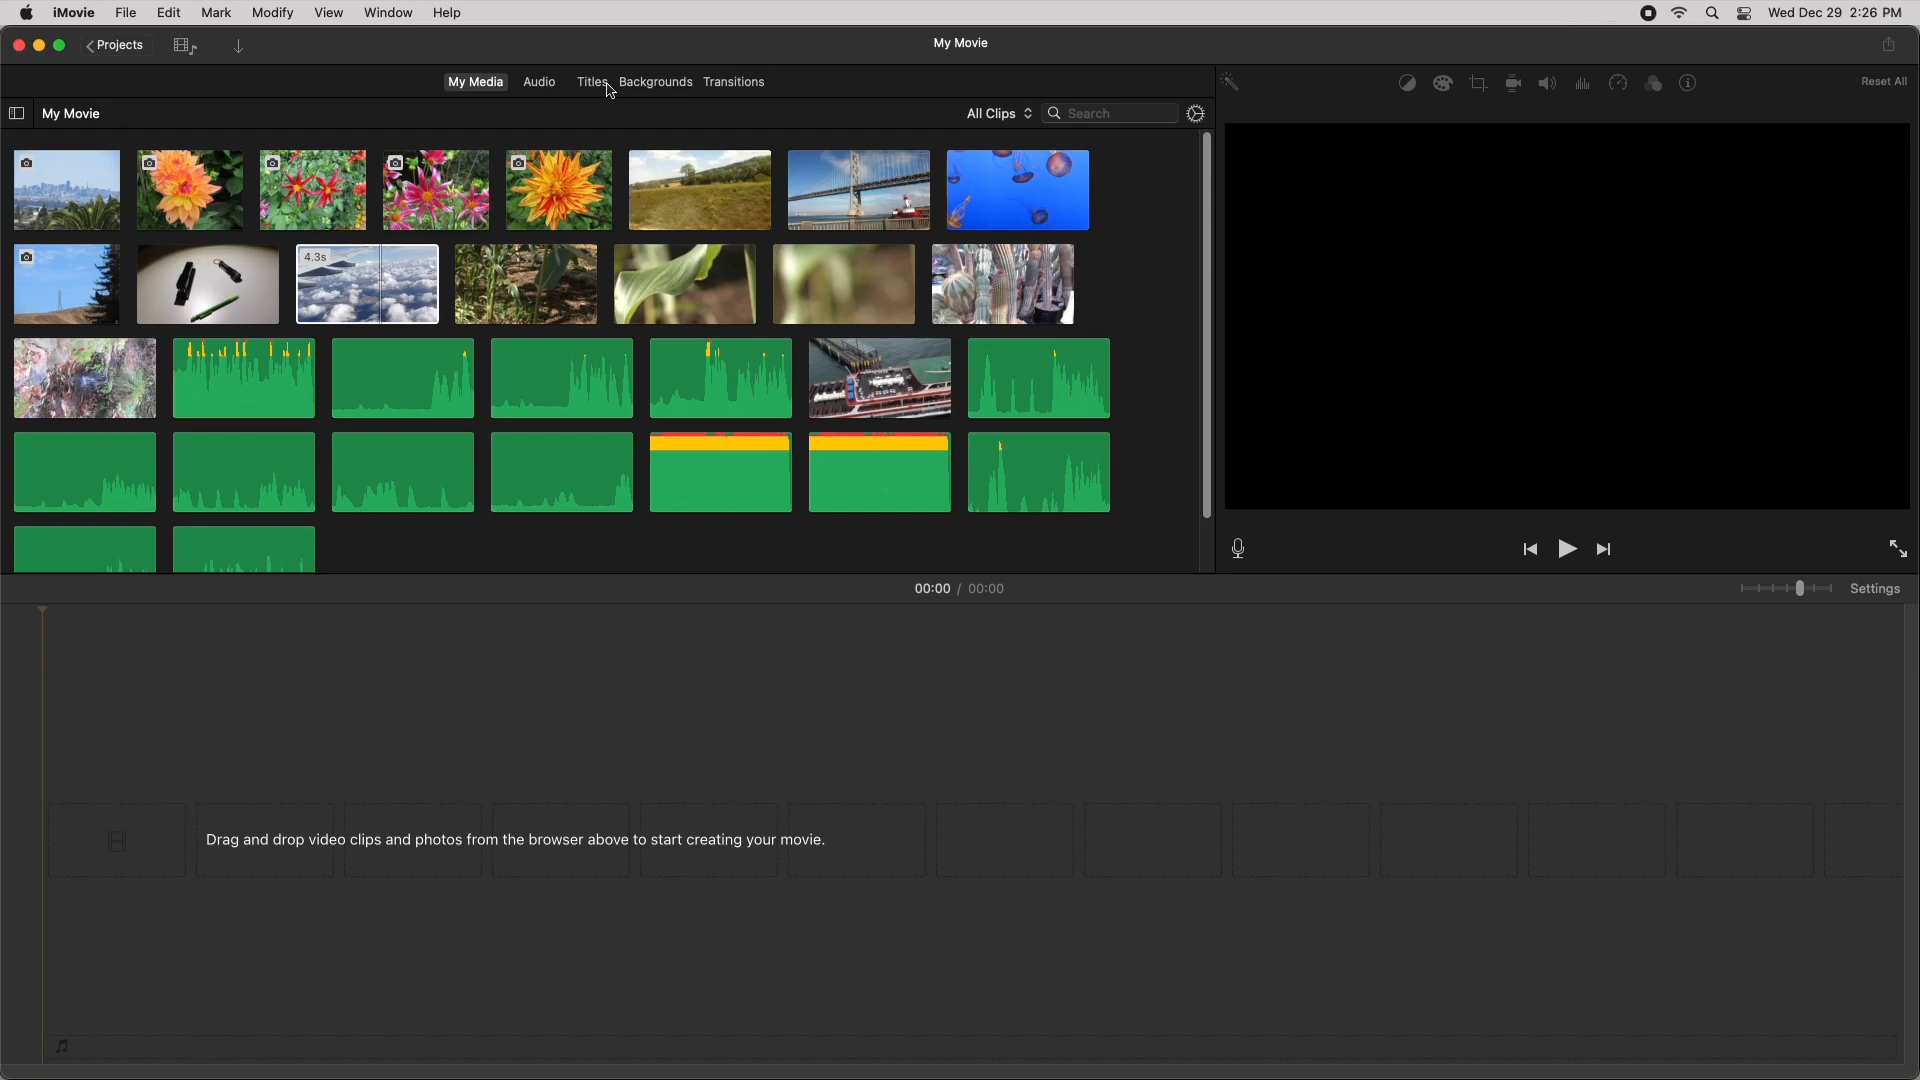 iMovie File Edit Mark Modify View Window Help Wed Dec 29 2:26 PM
Projects My Movie
My Media Audio Titles Backgrounds Transitions Reset All
My Movie All Clips Search
4.3s
00:00 / 00:00 Settings
Drag and drop video clips and photos from the browser above to start creating your movie.